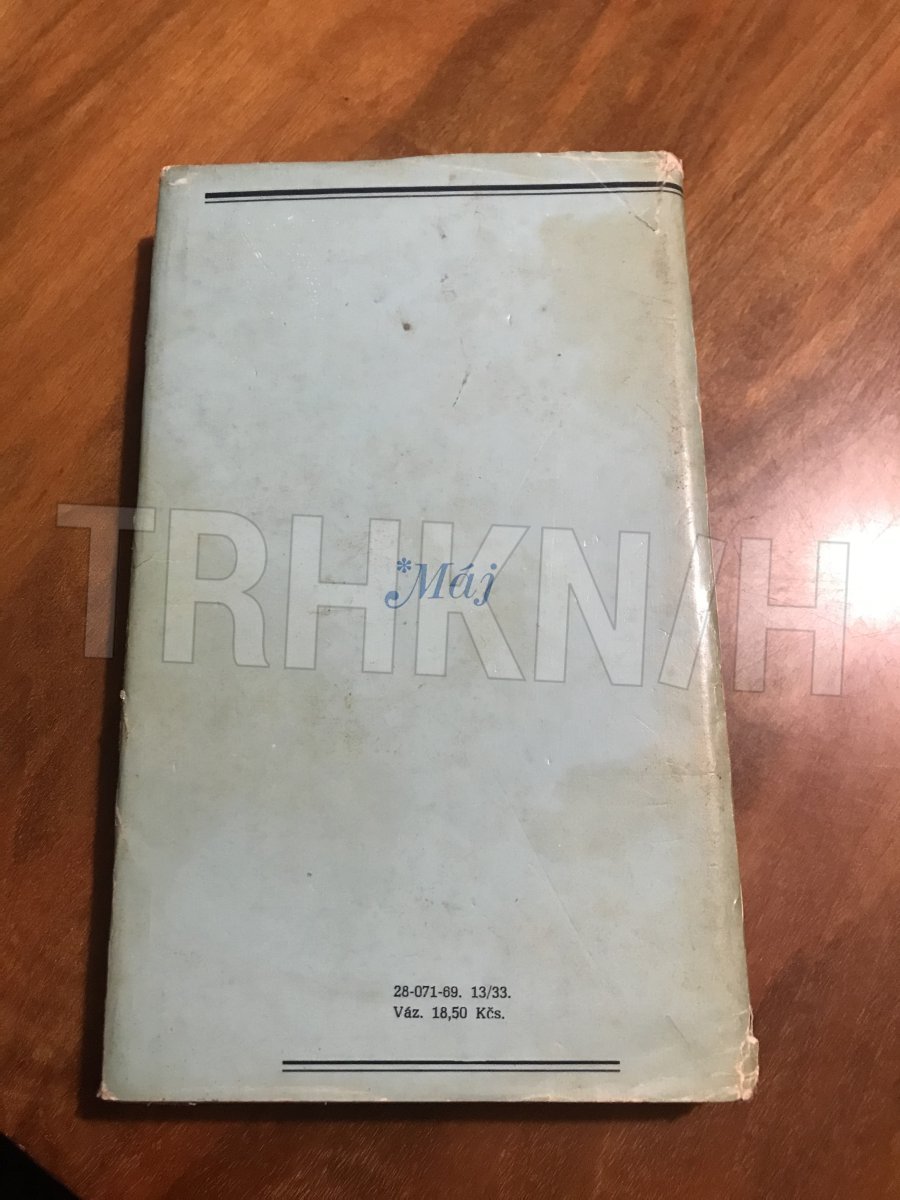 TRHKNIH
*Máj
28-071-69. 13/33.
Váz. 18,50 Kčs.